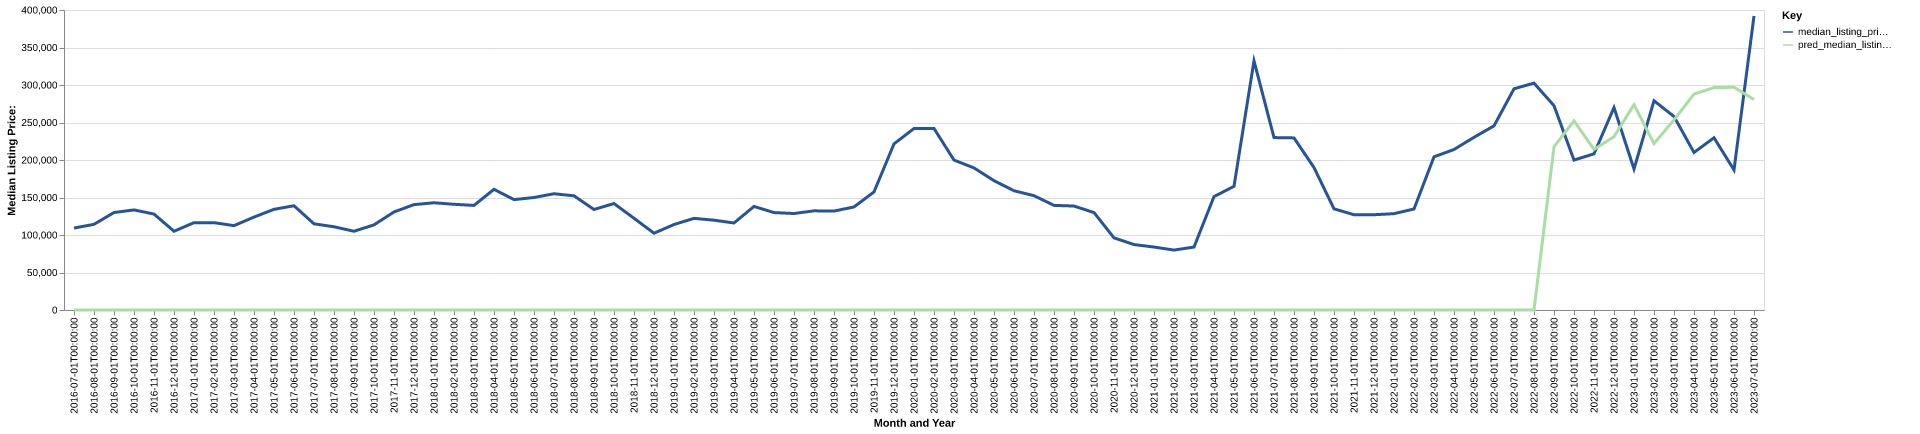 400,000
350,000
300,000
250,000
200,000
150,000
100,000
50,000
0
Median Listing Price:
2016-07-01T00:00:00
2016-08-01T00:00:00
2016-09-01T00:00:00
2016-10-01T00:00:00
2016-11-01T00:00:00
2016-12-01T00:00:00
2017-01-01T00:00:00
2017-02-01T00:00:00
2017-03-01T00:00:00
2017-04-01T00:00:00
2017-05-01T00:00:00
2017-06-01T00:00:00
2017-07-01T00:00:00
2017-08-01T00:00:00
2017-09-01T00:00:00
2017-10-01T00:00:00
2017-11-01T00:00:00
2017-12-01T00:00:00
2018-01-01T00:00:00
2018-02-01T00:00:00
2018-03-01T00:00:00
2018-04-01T00:00:00
2018-05-01T00:00:00
2018-06-01T00:00:00
2018-07-01T00:00:00
2018-08-01T00:00:00
2018-09-01T00:00:00
2018-10-01T00:00:00
2018-11-01T00:00:00
2018-12-01T00:00:00
2019-01-01T00:00:00
2019-02-01T00:00:00
2019-03-01T00:00:00
2019-04-01T00:00:00
2019-05-01T00:00:00
2019-06-01T00:00:00
2019-07-01T00:00:00
2019-08-01T00:00:00
2019-09-01T00:00:00
2019-10-01T00:00:00
2019-11-01T00:00:00
2019-12-01T00:00:00
2020-01-01T00:00:00
2020-02-01T00:00:00
2020-03-01T00:00:00
2020-04-01T00:00:00
2020-05-01T00:00:00
2020-06-01T00:00:00
2020-07-01T00:00:00
2020-08-01T00:00:00
2020-09-01T00:00:00
2020-10-01T00:00:00
2020-11-01T00:00:00
2020-12-01T00:00:00
2021-01-01T00:00:00
2021-02-01T00:00:00
2021-03-01T00:00:00
2021-04-01T00:00:00
2021-05-01T00:00:00
2021-06-01T00:00:00
2021-07-01T00:00:00
2021-08-01T00:00:00
2021-09-01T00:00:00
2021-10-01T00:00:00
2021-11-01T00:00:00
2021-12-01T00:00:00
2022-01-01T00:00:00
2022-02-01T00:00:00
2022-03-01T00:00:00
2022-04-01T00:00:00
2022-05-01T00:00:00
2022-06-01T00:00:00
2022-07-01T00:00:00
2022-08-01T00:00:00
2022-09-01T00:00:00
2022-10-01T00:00:00
2022-11-01T00:00:00
2022-12-01T00:00:00
2023-01-01T00:00:00
2023-02-01T00:00:00
2023-03-01T00:00:00
2023-04-01T00:00:00
2023-05-01T00:00:00
2023-06-01T00:00:00
2023-07-01T00:00:00
Month and Year
Key
median_listing_pri…
pred_median_listin…